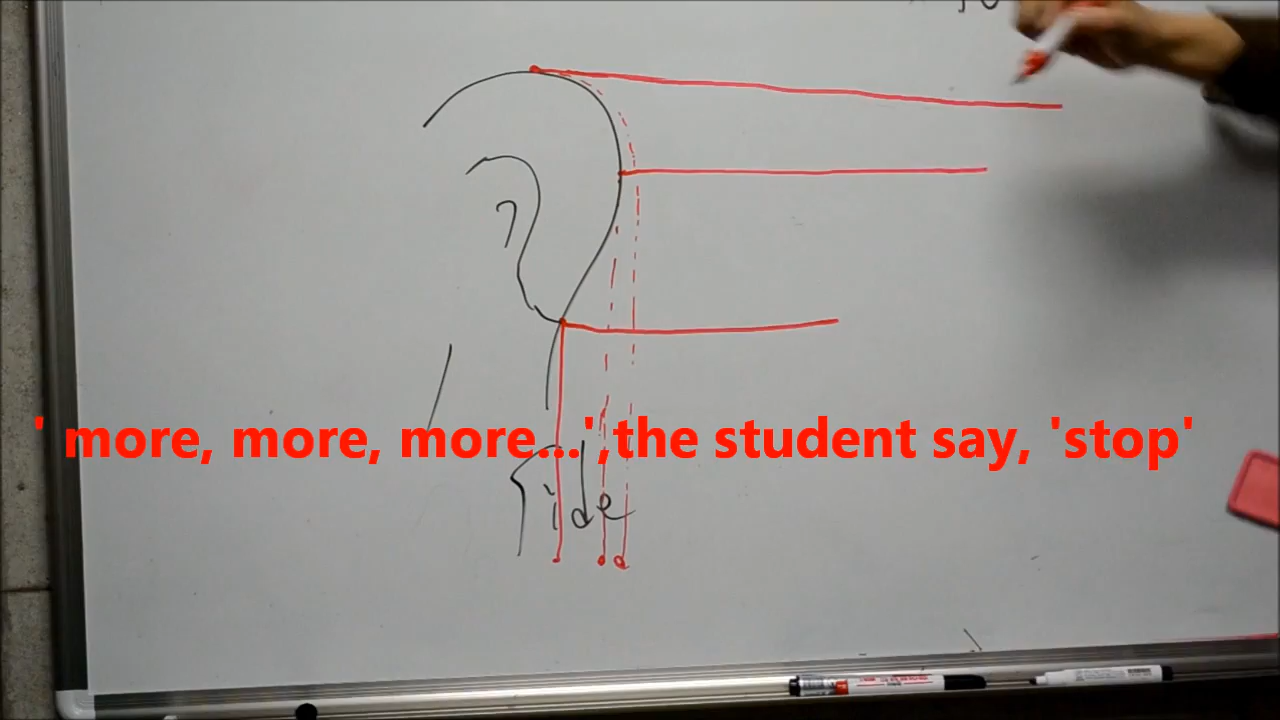 ' more, more, more...',the student say, 'stop'
side